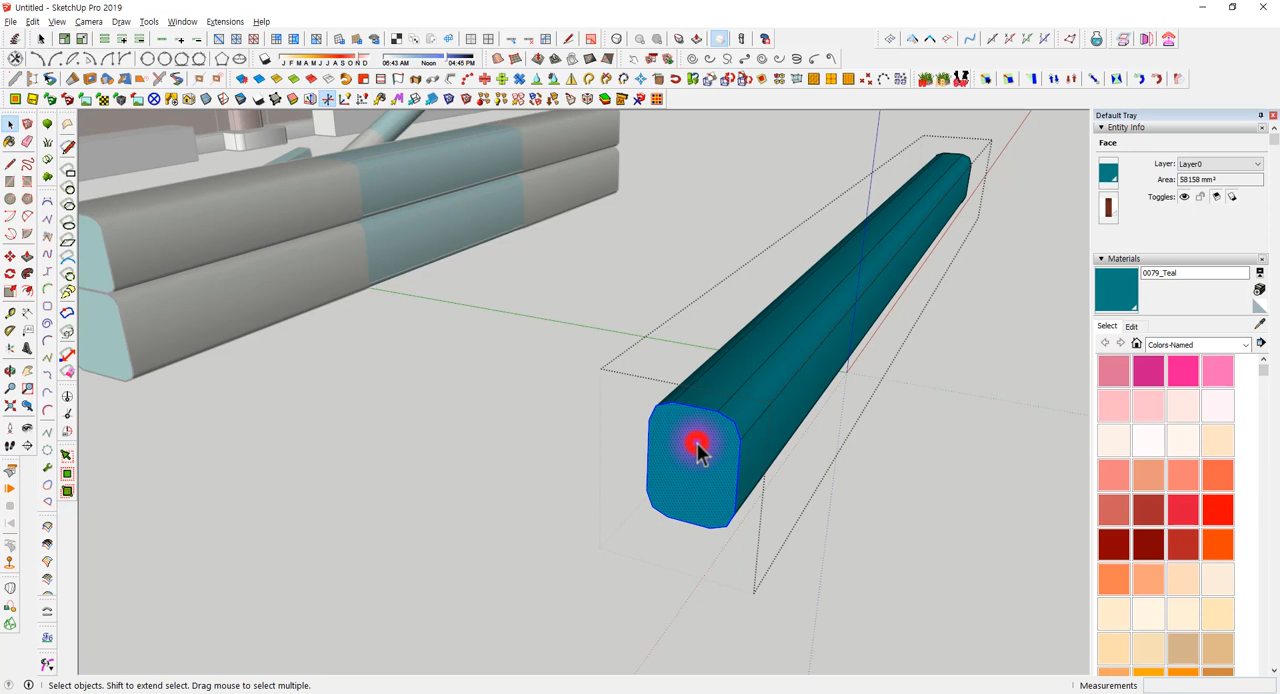 Untitled - SketchUp Pro 2019
File Edit View Camera Draw Tools Window Extensions Help
J F M A M J J A S O N D
06:43 AM Noon 04:45 PM
Default Tray
Entity Info
Face
Layer: Layer0
Area: 58158 mm²
Toggles:
Materials
0079_Teal
Select Edit
Colors-Named
Select objects. Shift to extend select. Drag mouse to select multiple.
Measurements